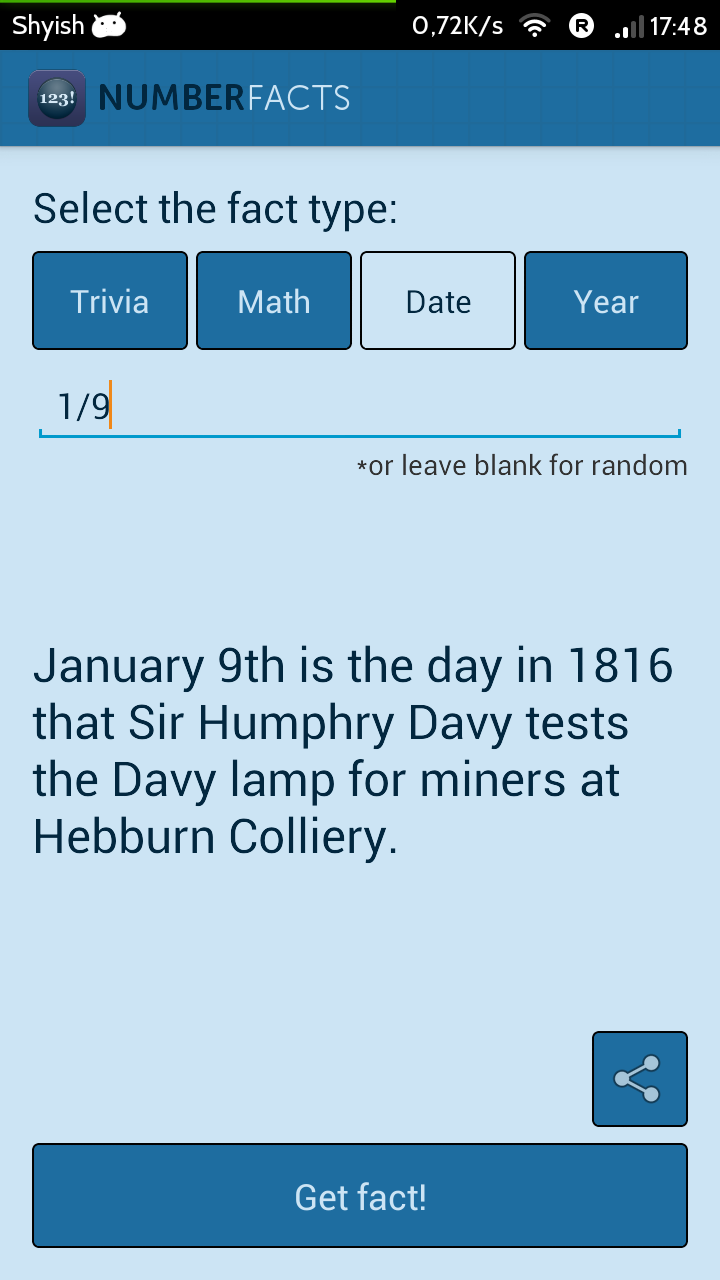 Shyish 0,72K/s R 17:48
123! NUMBERFACTS
Select the fact type:
Trivia Math Date Year
1/9
*or leave blank for random
January 9th is the day in 1816
that Sir Humphry Davy tests
the Davy lamp for miners at
Hebburn Colliery.
Get fact!